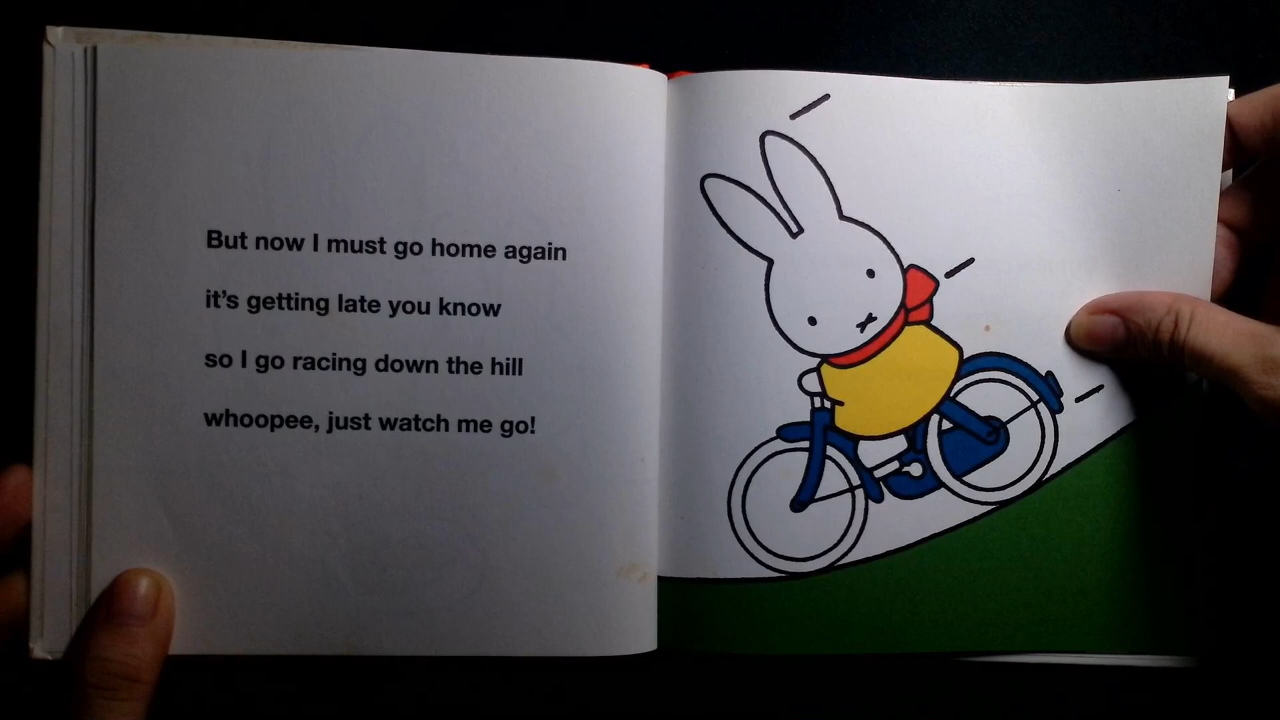 But now I must go home again
it's getting late you know
so I go racing down the hill
whoopee, just watch me go!